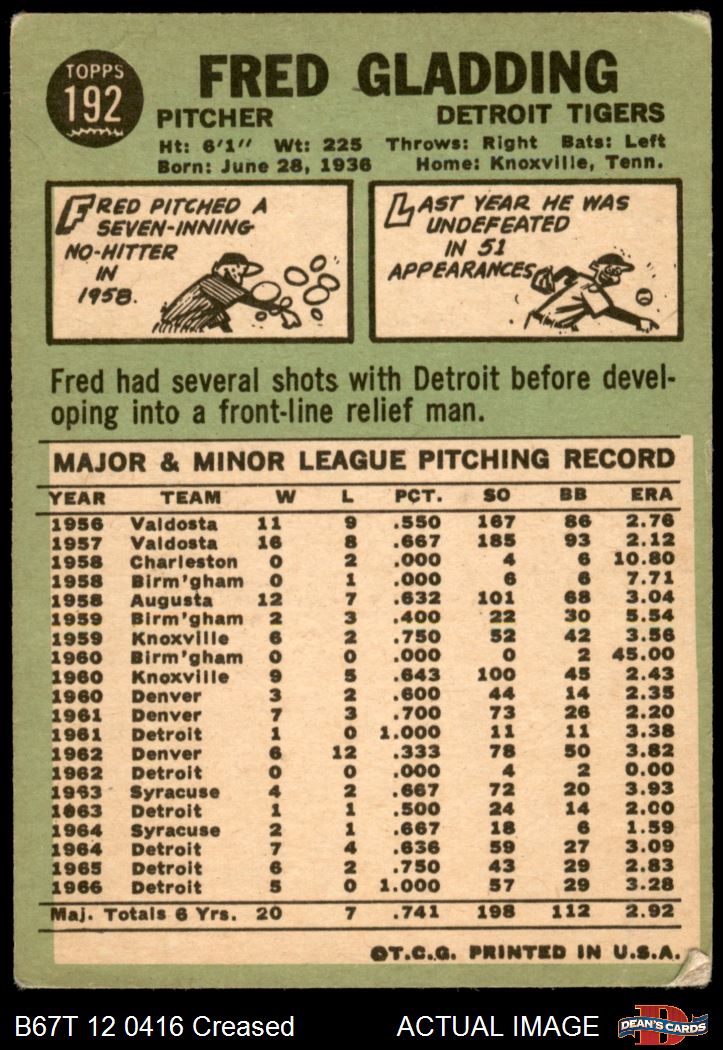 TOPPS
192
FRED GLADDING
PITCHER DETROIT TIGERS
Ht: 6'1" Wt: 225 Throws: Right Bats: Left
Born: June 28, 1936 Home: Knoxville, Tenn.
FRED PITCHED A
SEVEN-INNING
NO-HITTER
IN
1958.
LAST YEAR HE WAS
UNDEFEATED
IN 51
APPEARANCES
Fred had several shots with Detroit before devel-
oping into a front-line relief man.
MAJOR & MINOR LEAGUE PITCHING RECORD
YEAR TEAM W L PCT. SO BB ERA
1956 Valdosta 11 9 .550 167 86 2.76
1957 Valdosta 16 8 .667 185 93 2.12
1958 Charleston 0 2 .000 4 6 10.80
1958 Birm'gham 0 1 .000 6 6 7.71
1958 Augusta 12 7 .632 101 68 3.04
1959 Birm'gham 2 3 .400 22 30 5.54
1959 Knoxville 6 2 .750 52 42 3.56
1960 Birm'gham 0 0 .000 0 2 45.00
1960 Knoxville 9 5 .643 100 45 2.43
1960 Denver 3 2 .600 44 14 2.35
1961 Denver 7 3 .700 73 26 2.20
1961 Detroit 1 0 1.000 11 11 3.38
1962 Denver 6 12 .333 78 50 3.82
1962 Detroit 0 0 .000 4 2 0.00
1963 Syracuse 4 2 .667 72 20 3.93
1963 Detroit 1 1 .500 24 14 2.00
1964 Syracuse 2 1 .667 18 6 1.59
1964 Detroit 7 4 .636 59 27 3.09
1965 Detroit 6 2 .750 43 29 2.83
1966 Detroit 5 0 1.000 57 29 3.28
Maj. Totals 6 Yrs. 20 7 .741 198 112 2.92
©T.C.G. PRINTED IN U.S.A.
B67T 12 0416 Creased ACTUAL IMAGE DEAN'S CARDS